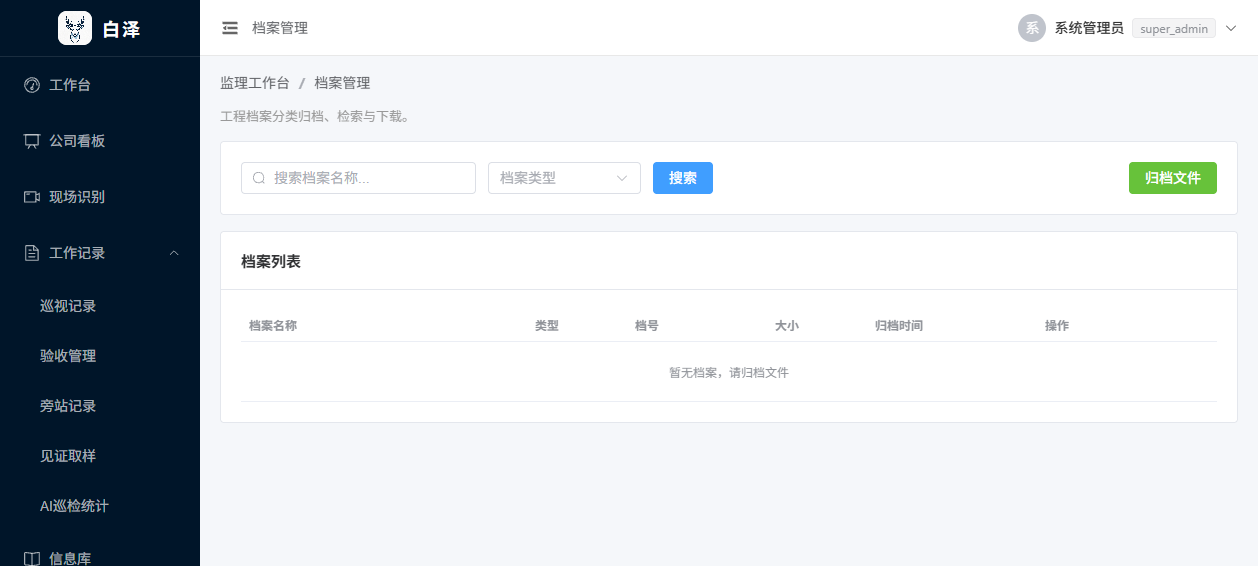 白泽
档案管理
系
系统管理员
super_admin
工作台
公司看板
现场识别
工作记录
巡视记录
验收管理
旁站记录
见证取样
AI巡检统计
信息库
监理工作台 / 档案管理
工程档案分类归档、检索与下载。
搜索档案名称...
档案类型
搜索
归档文件
档案列表
档案名称 类型 档号 大小 归档时间 操作
暂无档案，请归档文件